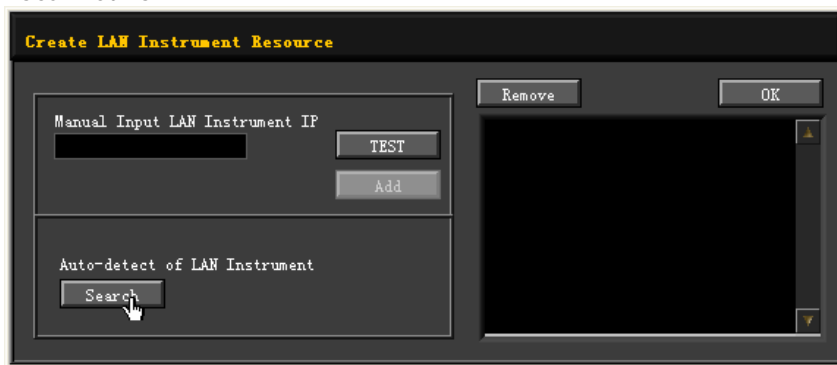 Create LAN Instrument Resource
Remove
OK
Manual Input LAN Instrument IP
TEST
Add
Auto-detect of LAN Instrument
Search